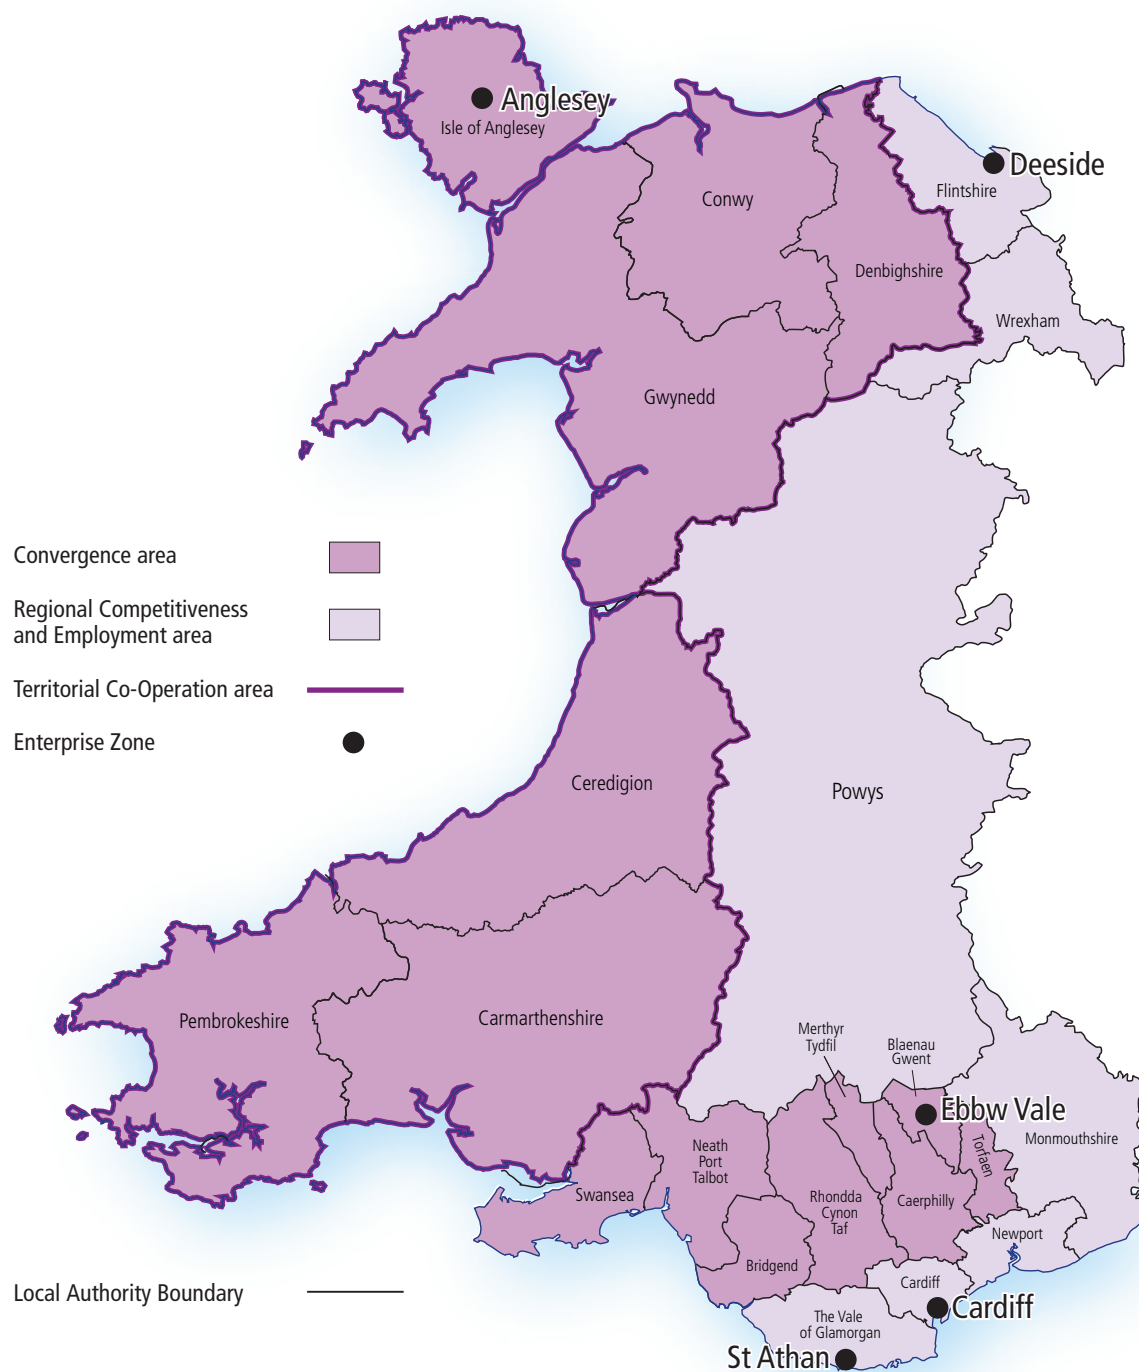 Anglesey
Isle of Anglesey
Deeside
Flintshire
Conwy
Denbighshire
Wrexham
Gwynedd
Convergence area
Regional Competitiveness
and Employment area
Territorial Co-Operation area
Enterprise Zone
Ceredigion
Powys
Pembrokeshire
Carmarthenshire
Merthyr
Tydfil
Blaenau
Gwent
Ebbw Vale
Monmouthshire
Torfaen
Neath
Port
Talbot
Swansea
Rhondda
Cynon
Taf
Caerphilly
Newport
Bridgend
Cardiff
Local Authority Boundary
Cardiff
The Vale
of Glamorgan
St Athan